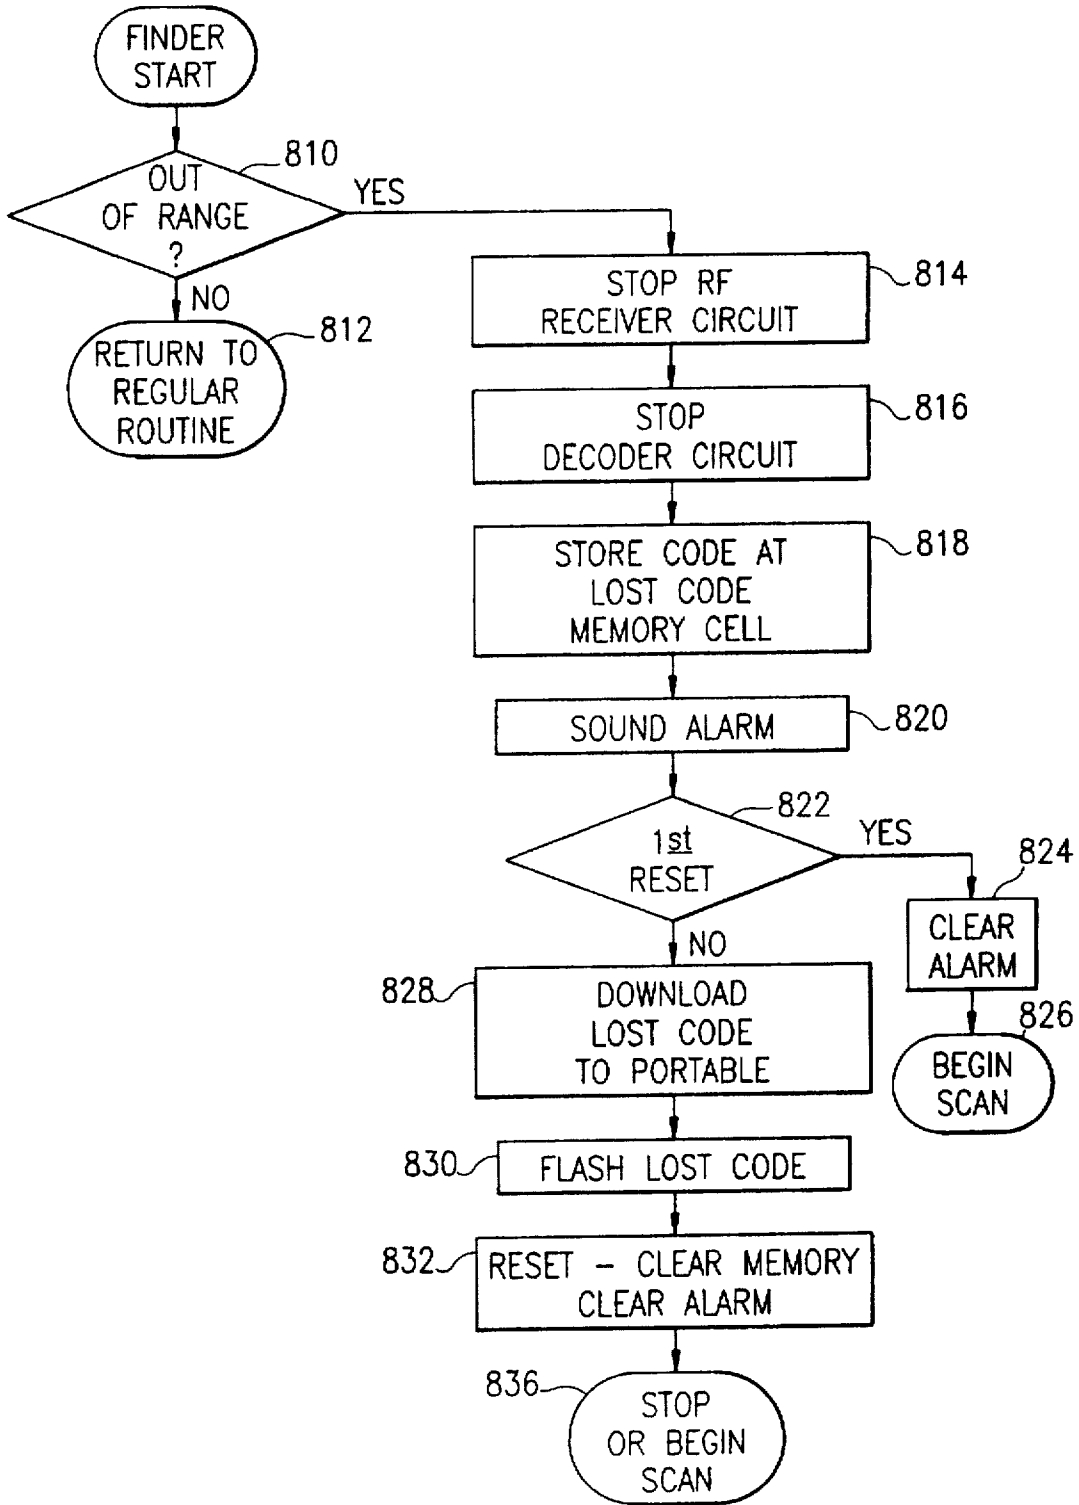 FINDER
START
810
OUT
OF RANGE
?
YES
NO
812
RETURN TO
REGULAR
ROUTINE
814
STOP RF
RECEIVER CIRCUIT
816
STOP
DECODER CIRCUIT
818
STORE CODE AT
LOST CODE
MEMORY CELL
820
SOUND ALARM
822
1st
RESET
YES
824
CLEAR
ALARM
826
BEGIN
SCAN
NO
828
DOWNLOAD
LOST CODE
TO PORTABLE
830
FLASH LOST CODE
832
RESET – CLEAR MEMORY
CLEAR ALARM
836
STOP
OR BEGIN
SCAN